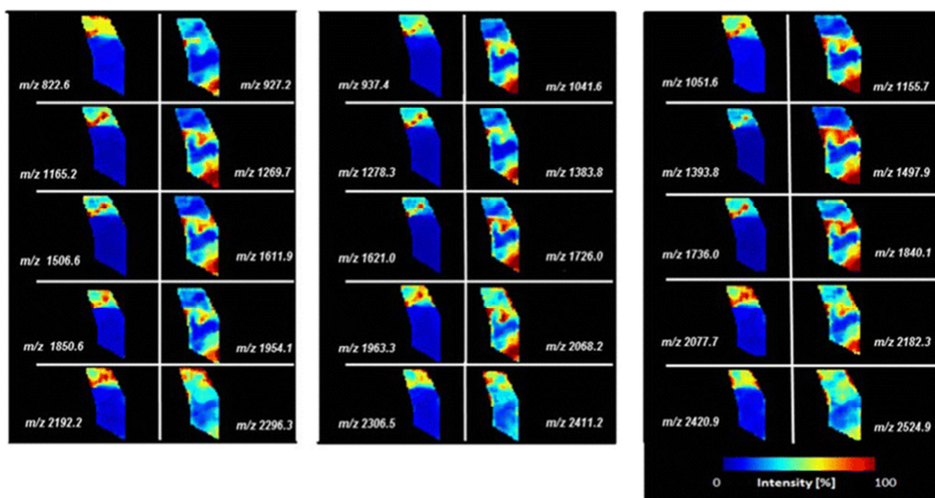 m/z 822.6
m/z 927.2
m/z 1165.2
m/z 1269.7
m/z 1506.6
m/z 1611.9
m/z 1850.6
m/z 1954.1
m/z 2192.2
m/z 2296.3
m/z 937.4
m/z 1041.6
m/z 1278.3
m/z 1383.8
m/z 1621.0
m/z 1726.0
m/z 1963.3
m/z 2068.2
m/z 2306.5
m/z 2411.2
m/z 1051.6
m/z 1155.7
m/z 1393.8
m/z 1497.9
m/z 1736.0
m/z 1840.1
m/z 2077.7
m/z 2182.3
m/z 2420.9
m/z 2524.9
0 Intensity [%] 100